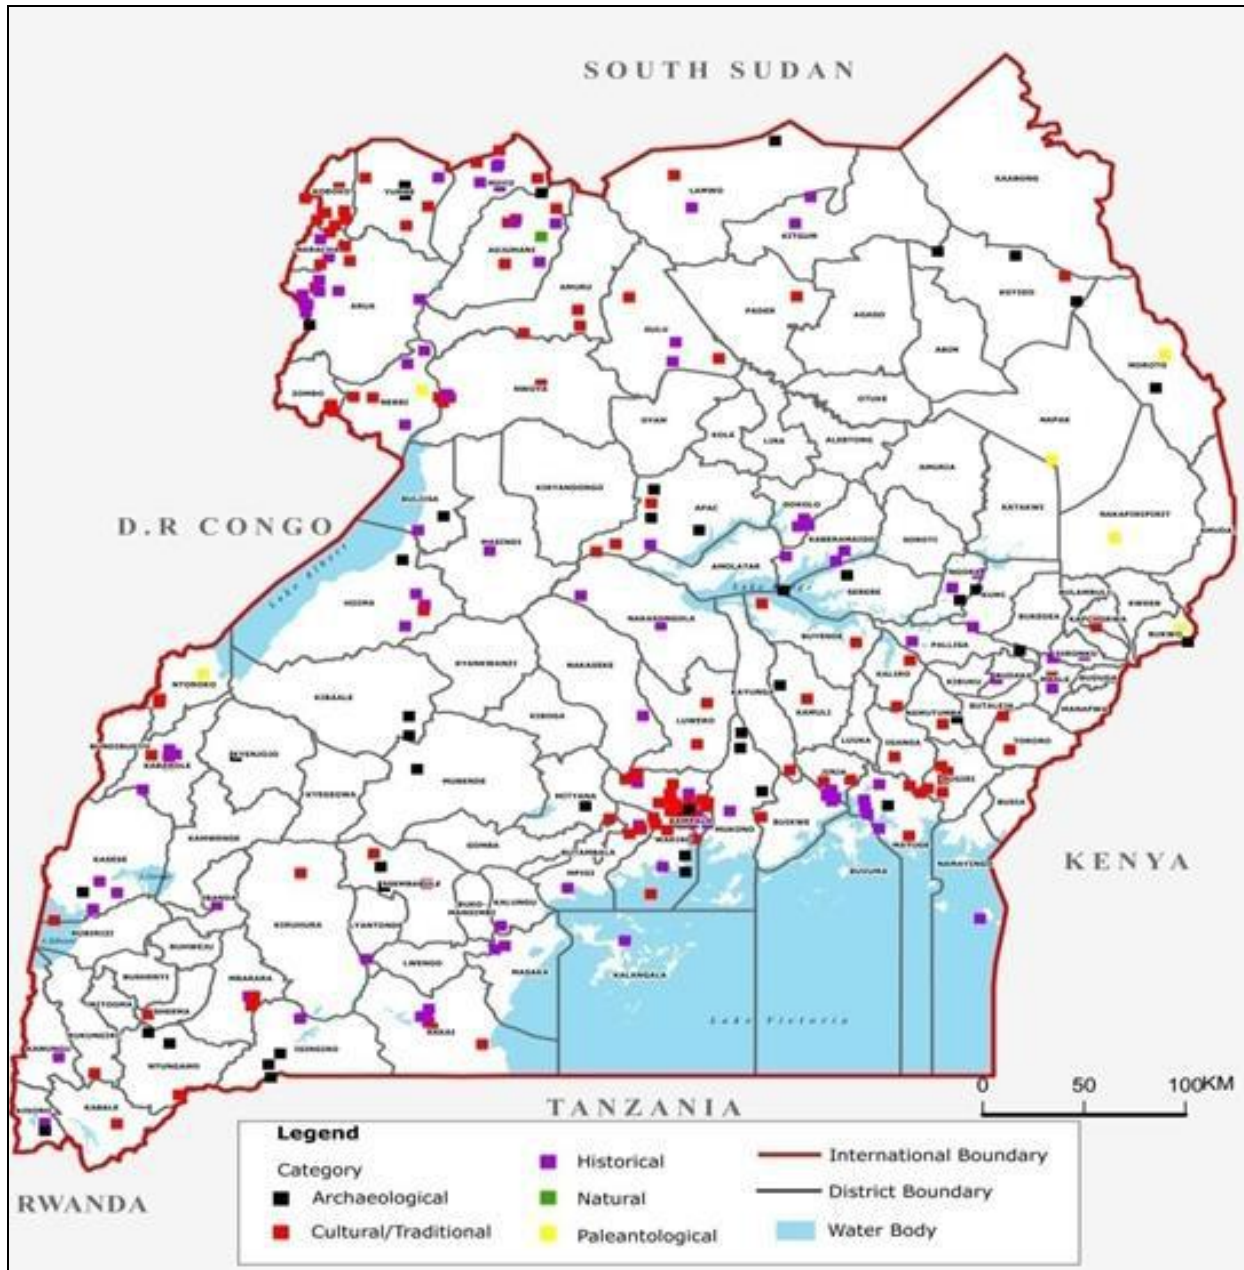 SOUTH SUDAN
KAABONG
KOBOKO
YUMBE
MOYO
LAMWO
KITGUM
MARACHA
ADJUMANI
ARUA
AMURU
KOTIDO
PADER
AGAGO
GULU
ABIM
MOROTO
ZOMBO
NEBBI
NWOYA
OTUKE
NAPAK
OYAM
KOLE
LIRA
ALEBTONG
AMURIA
KIRYANDONGO
KATAKWI
BULIISA
APAC
DOKOLO
NAKAPIRIPIRIT
AMUDAT
D.R CONGO
MASINDI
KABERAMAIDO
SOROTI
AMOLATAR
Lake Albert
NGORA
HOIMA
SERERE
KUMI
BULAMBULI
KWEEN
NAKASONGOLA
BUKEDEA
KAPCHORWA
BUKWO
BUYENDE
PALLISA
SIRONKO
KYANKWANZI
NAKASEKE
NTOROKO
KALIRO
KIBUKU
BUDAKA
MBALE
BUDUDA
KIBAALE
KAYUNGA
KAMULI
BUTALEJA
MANAFWA
KIBOGA
LUWERO
NAMUTUMBA
BUNDIBUGYO
LUUKA
IGANGA
TORORO
KYENJOJO
KABAROLE
MUBENDE
JINJA
BUGIRI
KYEGEGWA
MITYANA
BUSIA
KAMPALA
MUKONO
BUIKWE
KAMWENGE
GOMBA
BUTAMBALA
WAKISO
MAYUGE
KENYA
KASESE
MPIGI
BUVUMA
NAMAYINGO
IBANDA
SSEMBABULE
KIRUHURA
LYANTONDE
BUKO-
MANSIMBI
KALUNGU
RUBIRIZI
BUHWEJU
LWENGO
MASAKA
KALANGALA
BUSHENYI
MBARARA
MITOOMA
SHEEMA
Lake Victoria
RUKUNGIRI
RAKAI
KANUNGU
ISINGIRO
NTUNGAMO
KISORO
KABALE
0 50 100KM
TANZANIA
RWANDA
Legend
Category
Archaeological
Cultural/Traditional
Historical
Natural
Paleantological
International Boundary
District Boundary
Water Body